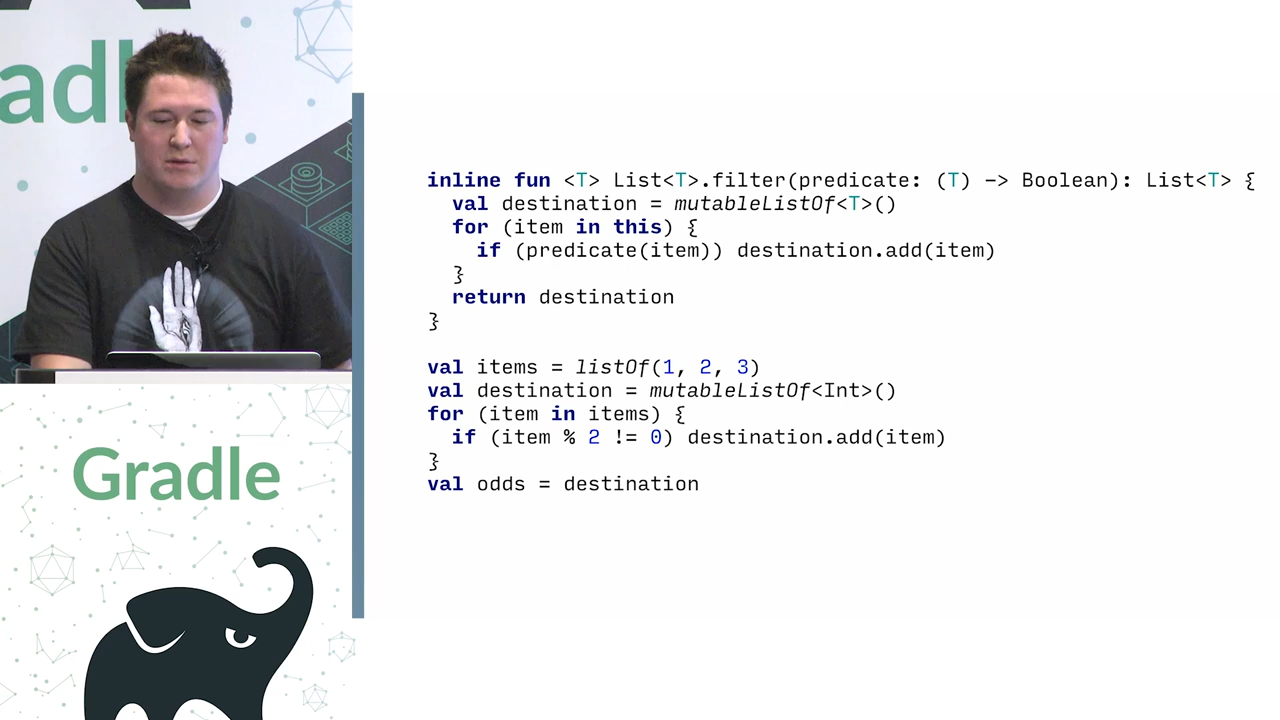 adl
inline fun <T> List<T>.filter(predicate: (T) -> Boolean): List<T> {
  val destination = mutableListOf<T>()
  for (item in this) {
    if (predicate(item)) destination.add(item)
  }
  return destination
}
val items = listOf(1, 2, 3)
val destination = mutableListOf<Int>()
for (item in items) {
  if (item % 2 != 0) destination.add(item)
}
val odds = destination
Gradle